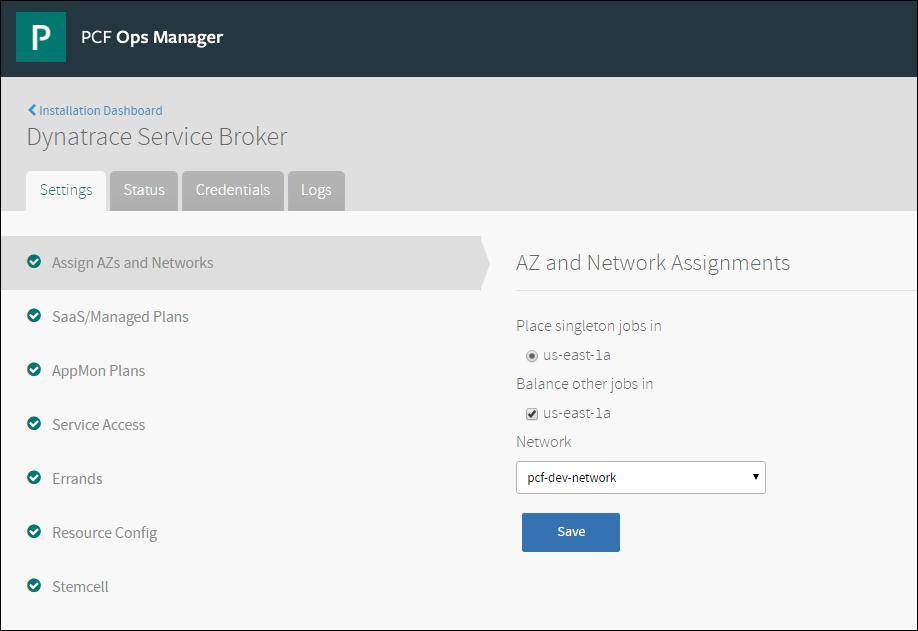 P
PCF Ops Manager
Installation Dashboard
Dynatrace Service Broker
Settings
Status
Credentials
Logs
Assign AZs and Networks
SaaS/Managed Plans
AppMon Plans
Service Access
Errands
Resource Config
Stemcell
AZ and Network Assignments
Place singleton jobs in
us-east-1a
Balance other jobs in
us-east-1a
Network
pcf-dev-network
Save